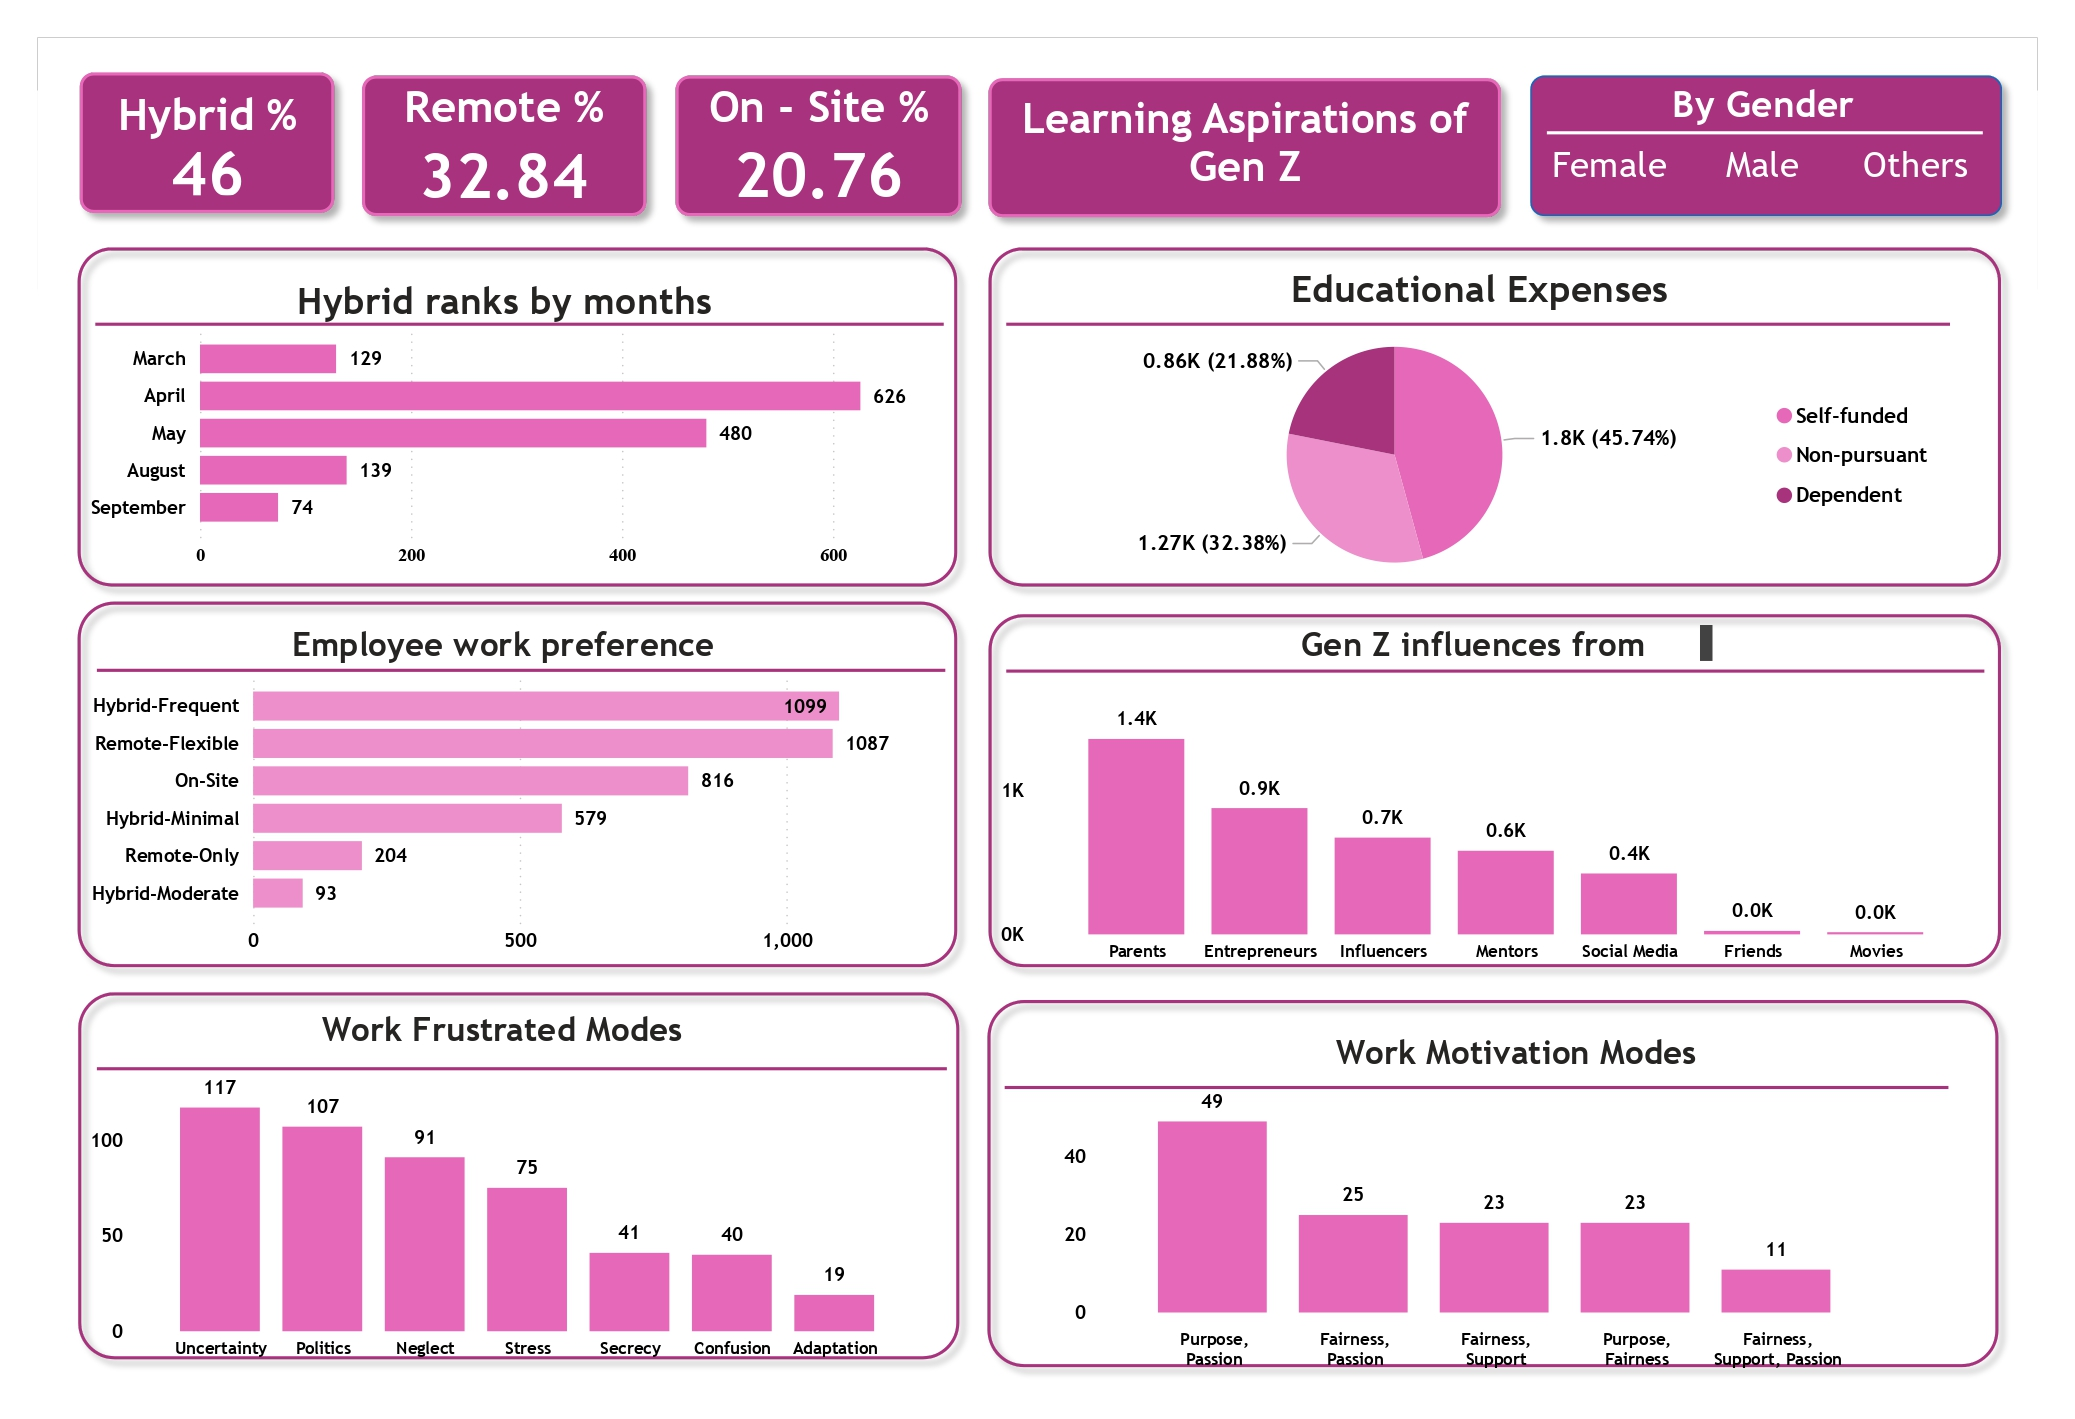 Hybrid %
46
Remote %
32.84
On - Site %
20.76
Learning Aspirations of
Gen Z
By Gender
Female Male Others
Hybrid ranks by months
March 129
April 626
May 480
August 139
September 74
0 200 400 600
Educational Expenses
0.86K (21.88%)
1.8K (45.74%)
1.27K (32.38%)
Self-funded
Non-pursuant
Dependent
Employee work preference
Hybrid-Frequent 1099
Remote-Flexible 1087
On-Site 816
Hybrid-Minimal 579
Remote-Only 204
Hybrid-Moderate 93
0 500 1,000
Gen Z influences from
1.4K
0.9K
0.7K
0.6K
0.4K
0.0K
0.0K
1K
0K
Parents Entrepreneurs Influencers Mentors Social Media Friends Movies
Work Frustrated Modes
117
107
91
75
41
40
19
100
50
0
Uncertainty Politics Neglect Stress Secrecy Confusion Adaptation
Work Motivation Modes
49
25
23
23
11
40
20
0
Purpose,
Passion
Fairness,
Passion
Fairness,
Support
Purpose,
Fairness
Fairness,
Support, Passion